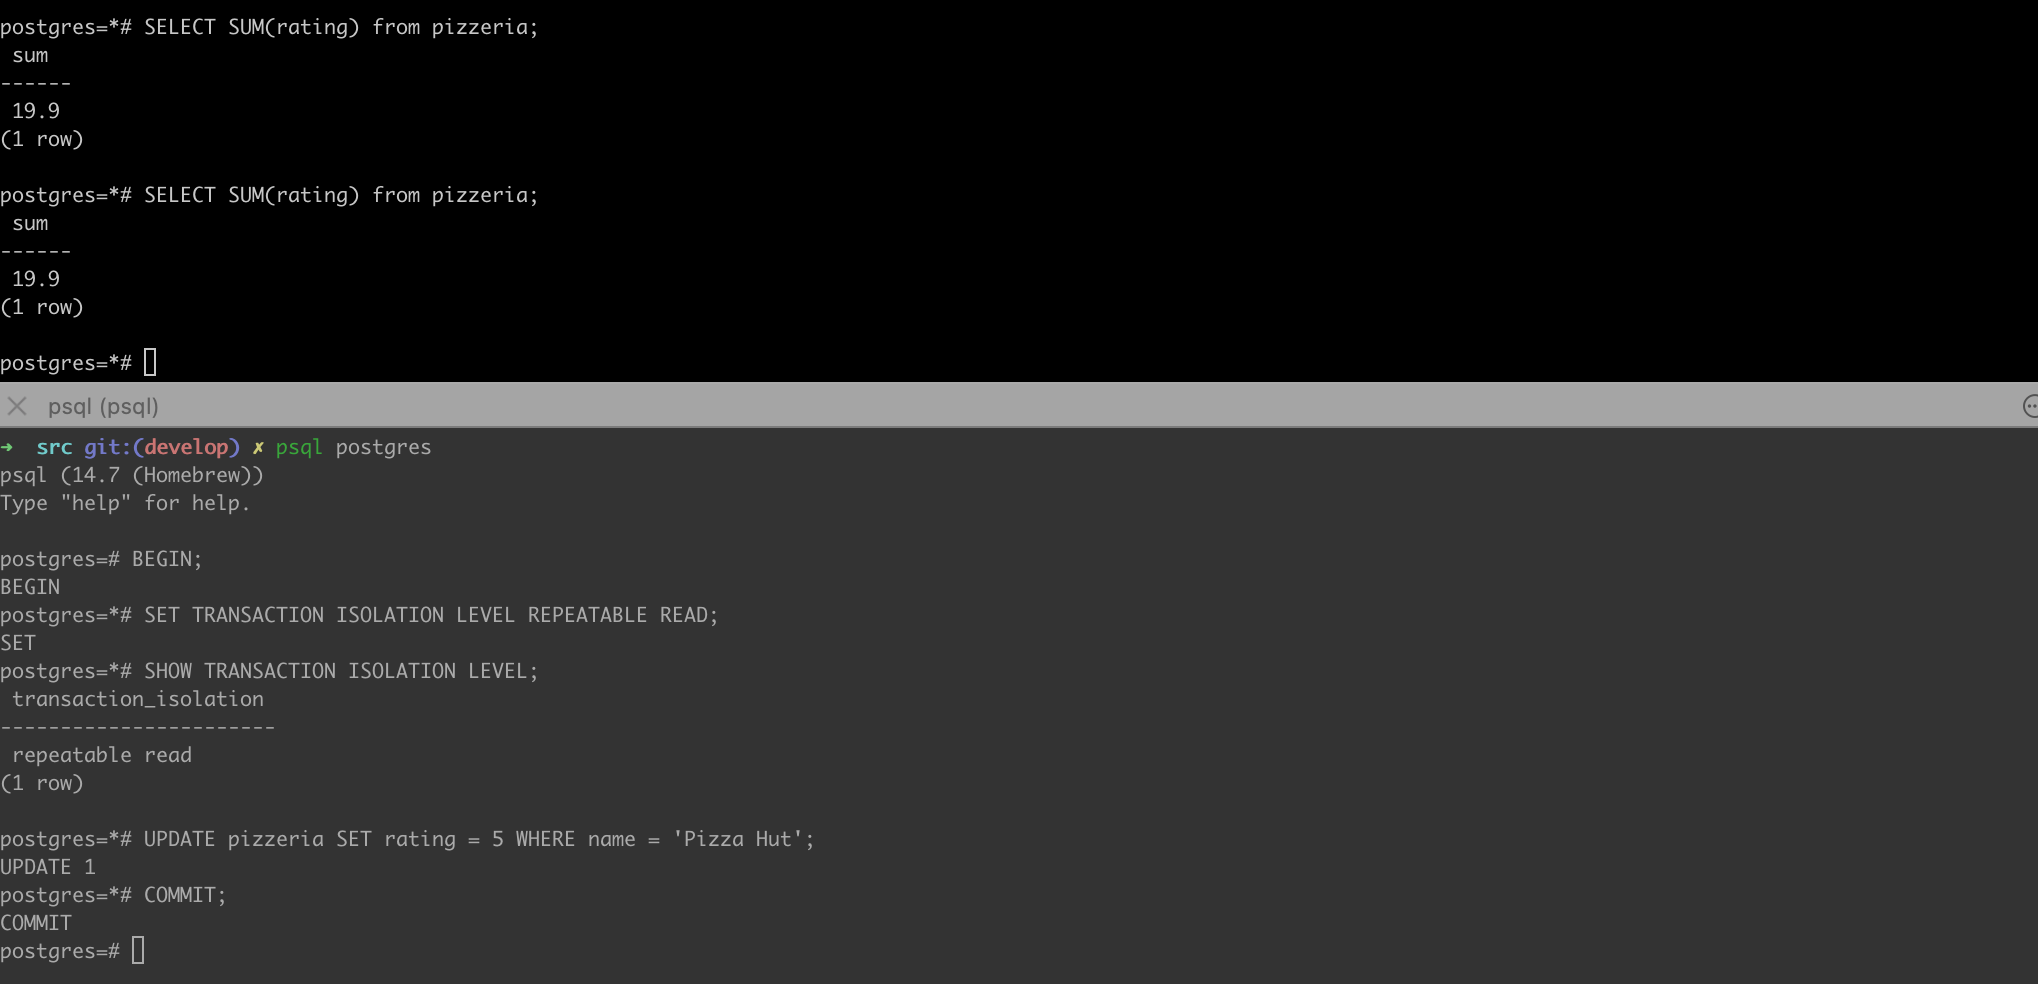 postgres=*# SELECT SUM(rating) from pizzeria;
 sum
------
 19.9
(1 row)

postgres=*# SELECT SUM(rating) from pizzeria;
 sum
------
 19.9
(1 row)

postgres=*#
psql (psql)
➜  src git:(develop) ✗ psql postgres
psql (14.7 (Homebrew))
Type "help" for help.

postgres=# BEGIN;
BEGIN
postgres=*# SET TRANSACTION ISOLATION LEVEL REPEATABLE READ;
SET
postgres=*# SHOW TRANSACTION ISOLATION LEVEL;
 transaction_isolation
-----------------------
 repeatable read
(1 row)

postgres=*# UPDATE pizzeria SET rating = 5 WHERE name = 'Pizza Hut';
UPDATE 1
postgres=*# COMMIT;
COMMIT
postgres=#